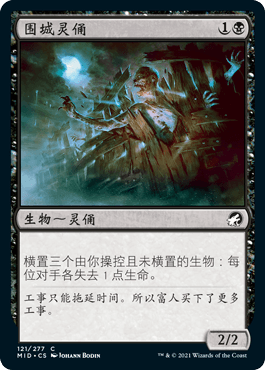 围城灵俑 1
生物～灵俑
横置三个由你操控且未横置的生物：每
位对手各失去 1 点生命。
工事只能拖延时间。所以富人买下了更多
工事。
2/2
121/277 C
MID • CS JOHANN BODIN
™ & © 2021 Wizards of the Coast